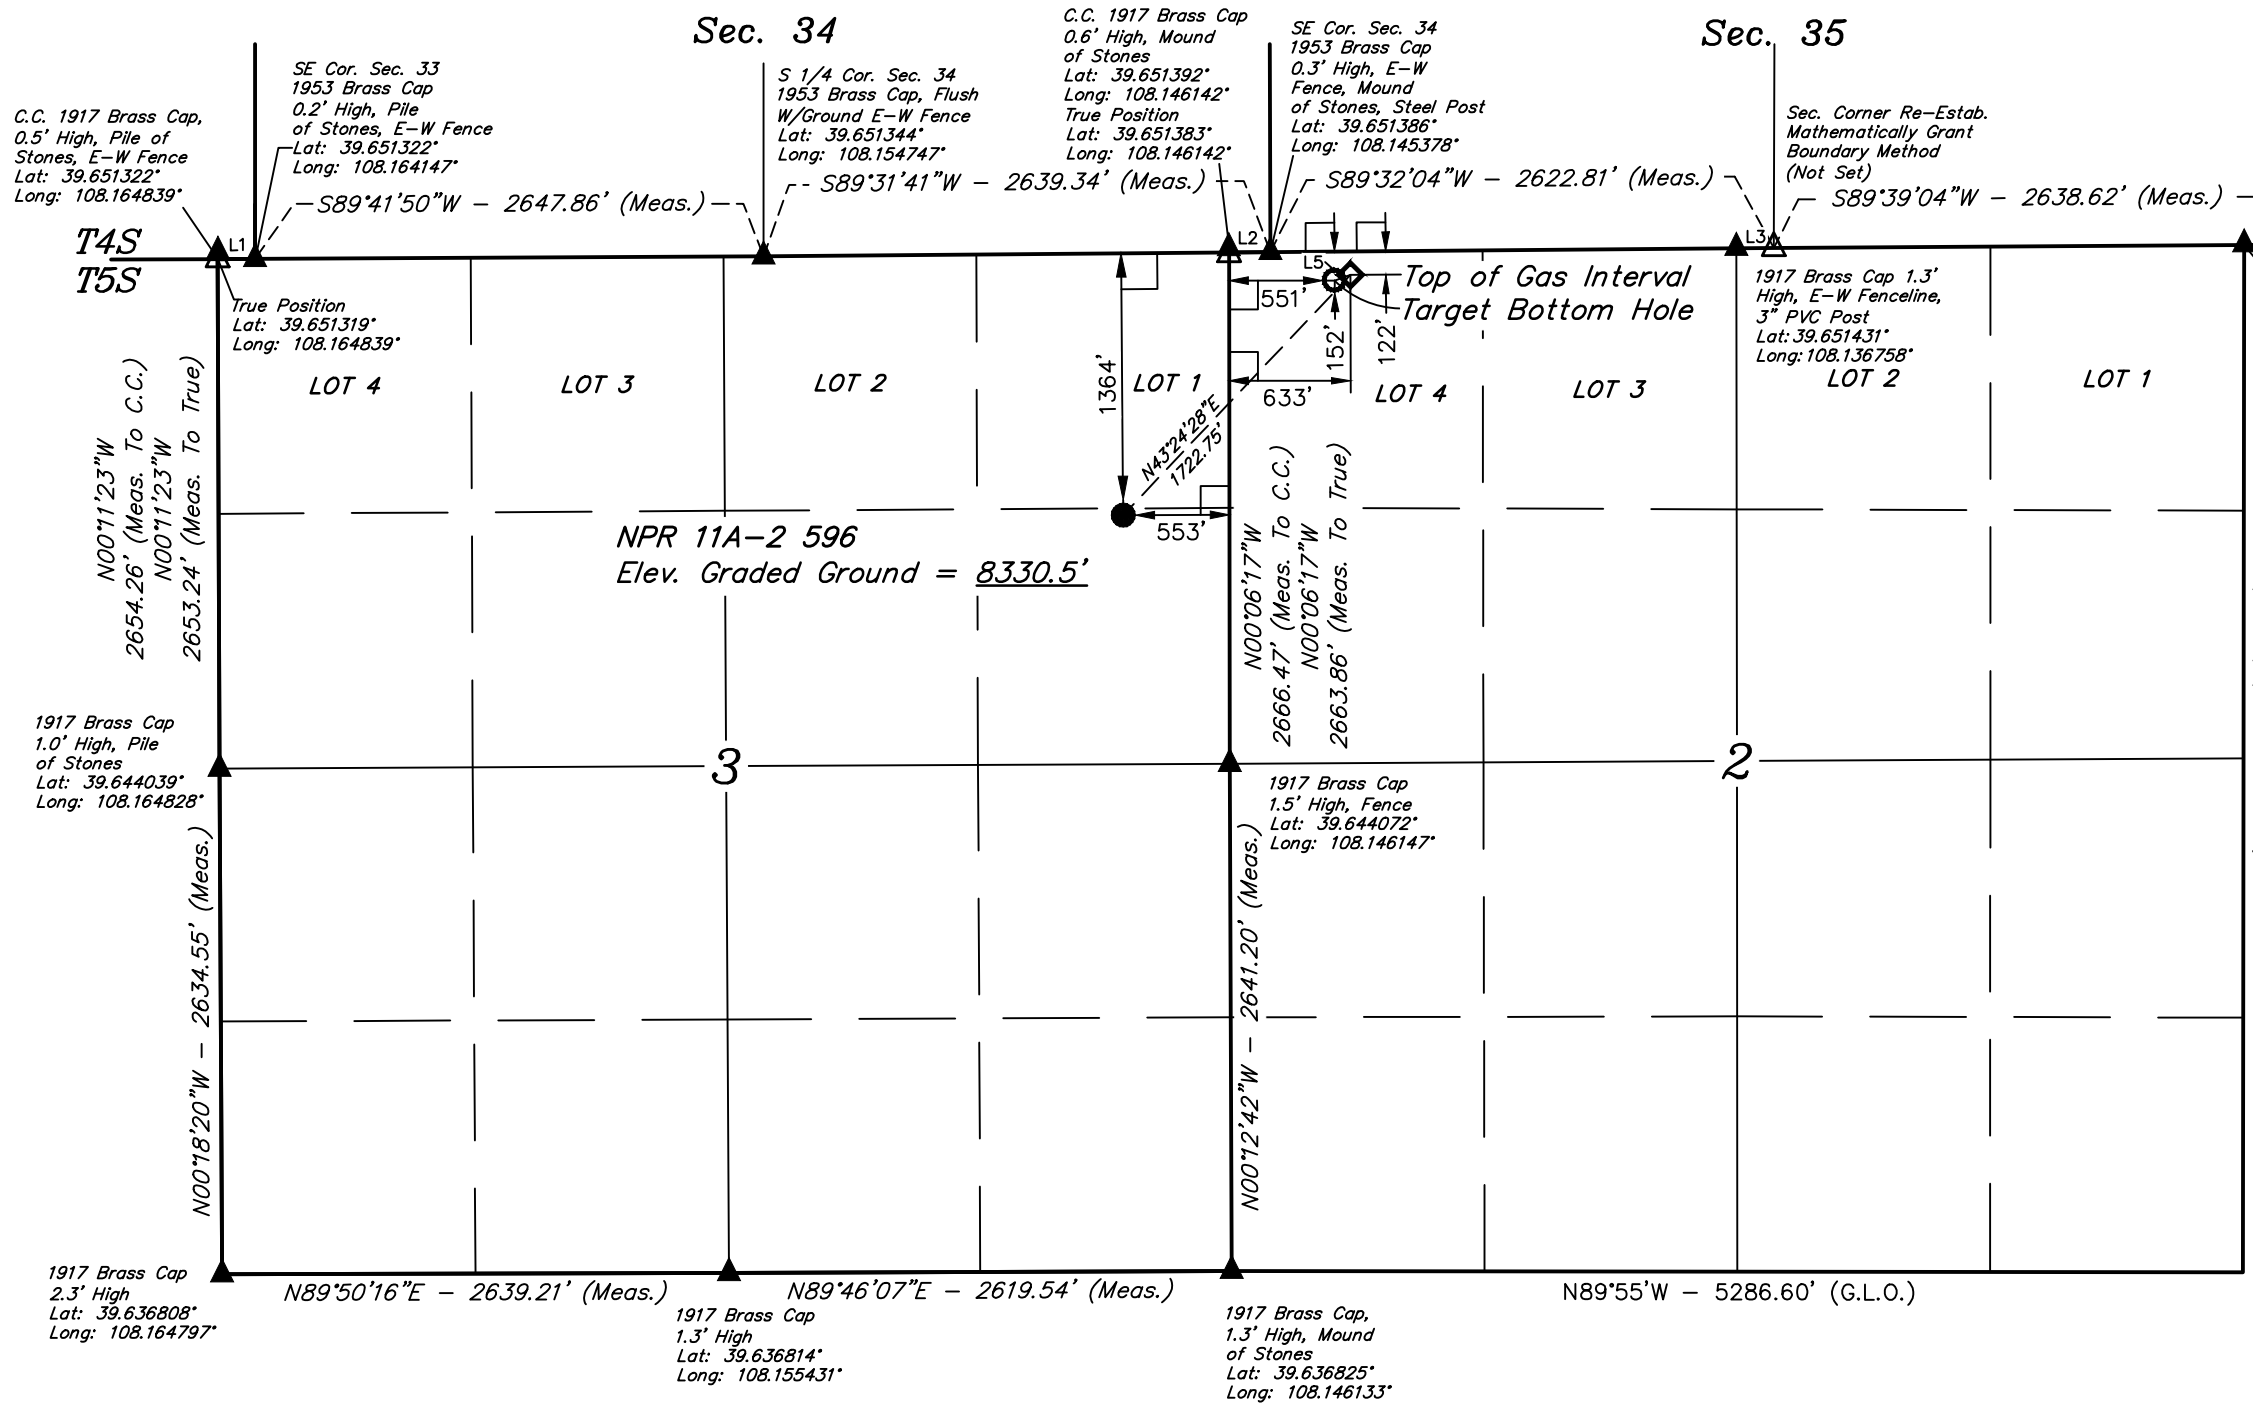 Sec. 34
Sec. 35
C.C. 1917 Brass Cap,
0.5' High, Pile of
Stones, E-W Fence
Lat: 39.651322°
Long: 108.164839°
SE Cor. Sec. 33
1953 Brass Cap
0.2' High, Pile
of Stones, E-W Fence
Lat: 39.651322°
Long: 108.164147°
S 1/4 Cor. Sec. 34
1953 Brass Cap, Flush
W/Ground E-W Fence
Lat: 39.651344°
Long: 108.154747°
C.C. 1917 Brass Cap
0.6' High, Mound
of Stones
Lat: 39.651392°
Long: 108.146142°
True Position
Lat: 39.651383°
Long: 108.146142°
SE Cor. Sec. 34
1953 Brass Cap
0.3' High, E-W
Fence, Mound
of Stones, Steel Post
Lat: 39.651386°
Long: 108.145378°
Sec. Corner Re-Estab.
Mathematically Grant
Boundary Method
(Not Set)
S89°41'50"W - 2647.86' (Meas.)
S89°31'41"W - 2639.34' (Meas.)
S89°32'04"W - 2622.81' (Meas.)
S89°39'04"W - 2638.62' (Meas.)
T4S
T5S
L1
L2
L3
L5
True Position
Lat: 39.651319°
Long: 108.164839°
Top of Gas Interval
Target Bottom Hole
1917 Brass Cap 1.3'
High, E-W Fenceline,
3" PVC Post
Lat: 39.651431°
Long: 108.136758°
551'
152'
122'
633'
1364'
553'
N43°24'28"E
1722.75'
LOT 4
LOT 3
LOT 2
LOT 1
LOT 4
LOT 3
LOT 2
LOT 1
N00°11'23"W
2654.26' (Meas. To C.C.)
N00°11'23"W
2653.24' (Meas. To True)
NPR 11A-2 596
Elev. Graded Ground = 8330.5'
N00°06'17"W
2666.47' (Meas. To C.C.)
N00°06'17"W
2663.86' (Meas. To True)
1917 Brass Cap
1.0' High, Pile
of Stones
Lat: 39.644039°
Long: 108.164828°
3
2
1917 Brass Cap
1.5' High, Fence
Lat: 39.644072°
Long: 108.146147°
N00°18'20"W - 2634.55' (Meas.)
N00°12'42"W - 2641.20' (Meas.)
1917 Brass Cap
2.3' High
Lat: 39.636808°
Long: 108.164797°
N89°50'16"E - 2639.21' (Meas.)
N89°46'07"E - 2619.54' (Meas.)
N89°55'W - 5286.60' (G.L.O.)
1917 Brass Cap
1.3' High
Lat: 39.636814°
Long: 108.155431°
1917 Brass Cap,
1.3' High, Mound
of Stones
Lat: 39.636825°
Long: 108.146133°